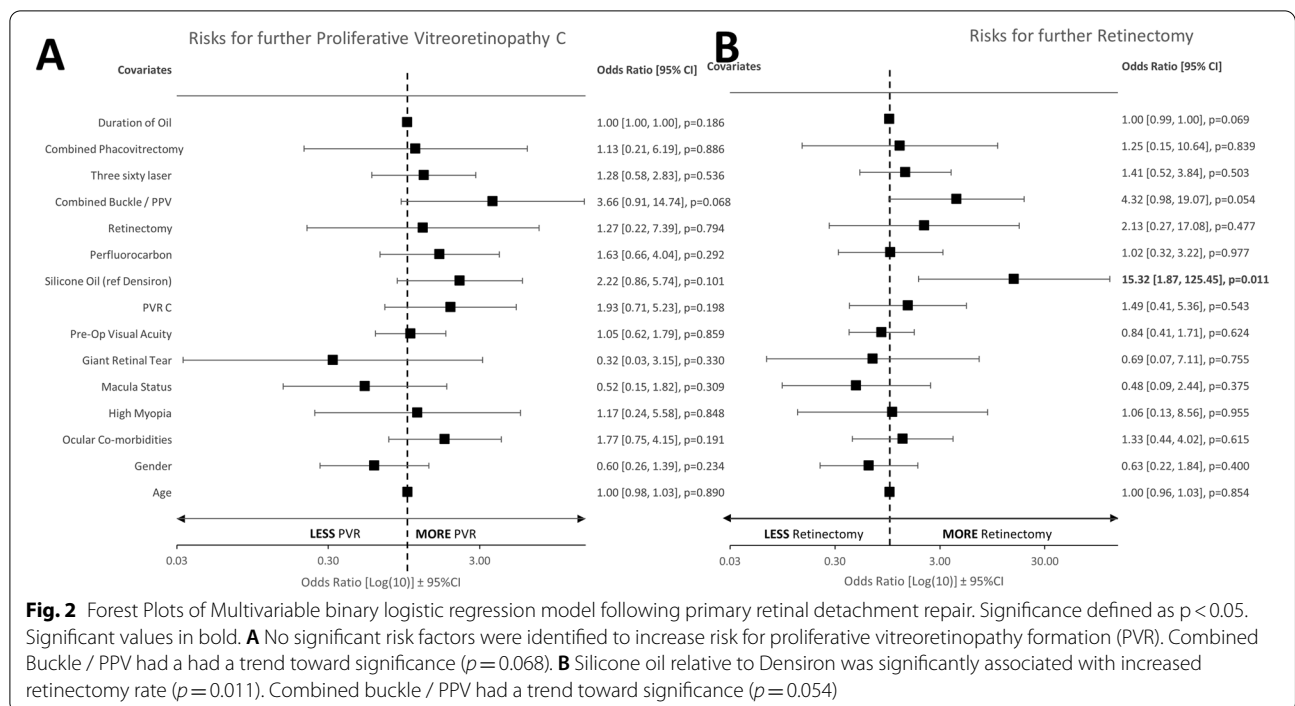 A
Risks for further Proliferative Vitreoretinopathy C
Covariates
Odds Ratio [95% CI]
Duration of Oil
1.00 [1.00, 1.00], p=0.186
Combined Phacovitrectomy
1.13 [0.21, 6.19], p=0.886
Three sixty laser
1.28 [0.58, 2.83], p=0.536
Combined Buckle / PPV
3.66 [0.91, 14.74], p=0.068
Retinectomy
1.27 [0.22, 7.39], p=0.794
Perfluorocarbon
1.63 [0.66, 4.04], p=0.292
Silicone Oil (ref Densiron)
2.22 [0.86, 5.74], p=0.101
PVR C
1.93 [0.71, 5.23], p=0.198
Pre-Op Visual Acuity
1.05 [0.62, 1.79], p=0.859
Giant Retinal Tear
0.32 [0.03, 3.15], p=0.330
Macula Status
0.52 [0.15, 1.82], p=0.309
High Myopia
1.17 [0.24, 5.58], p=0.848
Ocular Co-morbidities
1.77 [0.75, 4.15], p=0.191
Gender
0.60 [0.26, 1.39], p=0.234
Age
1.00 [0.98, 1.03], p=0.890
LESS PVR
MORE PVR
0.03
0.30
3.00
Odds Ratio [Log(10)] ± 95%CI
B
Risks for further Retinectomy
Covariates
Odds Ratio [95% CI]
1.00 [0.99, 1.00], p=0.069
1.25 [0.15, 10.64], p=0.839
1.41 [0.52, 3.84], p=0.503
4.32 [0.98, 19.07], p=0.054
2.13 [0.27, 17.08], p=0.477
1.02 [0.32, 3.22], p=0.977
15.32 [1.87, 125.45], p=0.011
1.49 [0.41, 5.36], p=0.543
0.84 [0.41, 1.71], p=0.624
0.69 [0.07, 7.11], p=0.755
0.48 [0.09, 2.44], p=0.375
1.06 [0.13, 8.56], p=0.955
1.33 [0.44, 4.02], p=0.615
0.63 [0.22, 1.84], p=0.400
1.00 [0.96, 1.03], p=0.854
LESS Retinectomy
MORE Retinectomy
0.03
0.30
3.00
30.00
Odds Ratio [Log(10)] ± 95%CI
Fig. 2 Forest Plots of Multivariable binary logistic regression model following primary retinal detachment repair. Significance defined as p < 0.05.
Significant values in bold. A No significant risk factors were identified to increase risk for proliferative vitreoretinopathy formation (PVR). Combined
Buckle / PPV had a had a trend toward significance (p = 0.068). B Silicone oil relative to Densiron was significantly associated with increased
retinectomy rate (p = 0.011). Combined buckle / PPV had a trend toward significance (p = 0.054)